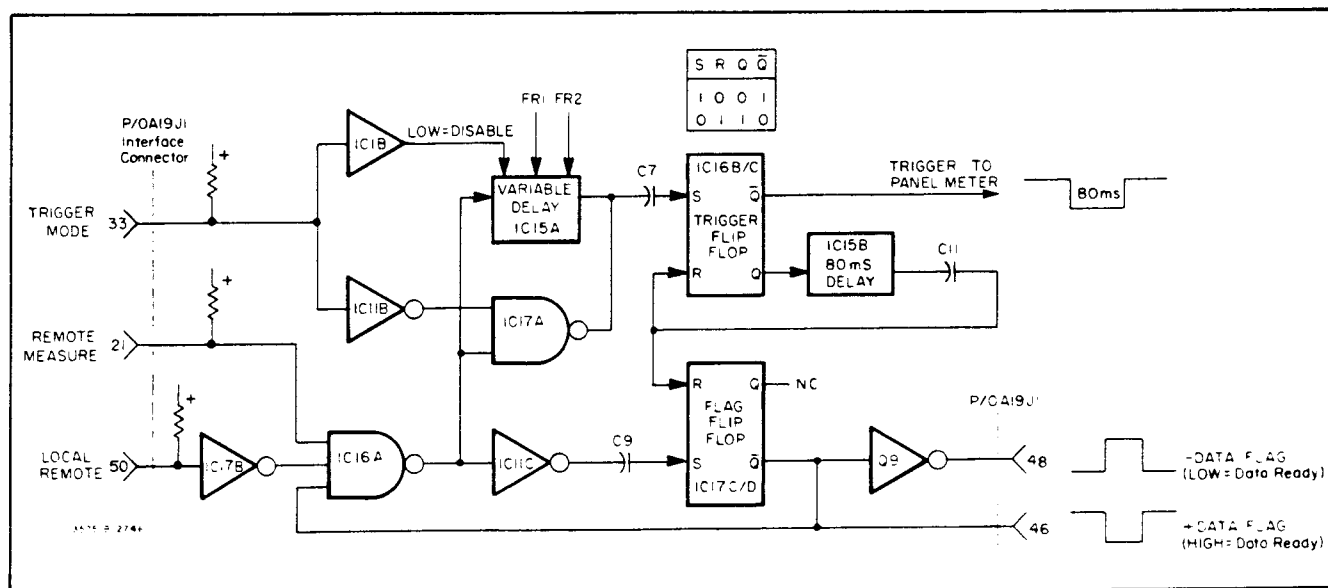 S R Q Q̄
1 0 0 1
0 1 1 0
FR1 FR2
P/OA19J1
Interface
Connector
+
IC1B
LOW=DISABLE
C7
IC16B/C
S Q̄
TRIGGER
FLIP
FLOP
R Q
TRIGGER TO
PANEL METER
80ms
VARIABLE
DELAY
IC15A
TRIGGER
MODE 33
IC15B
80mS
DELAY
C11
+
IC11B
IC17A
REMOTE
MEASURE 21
+
R Q NC
FLAG
FLIP
FLOP
S Q̄
IC17C/D
P/OA19J1
LOCAL
REMOTE 50
IC17B
IC16A
IC11C
C9
Q9
48
-DATA FLAG
(LOW=Data Ready)
46
+DATA FLAG
(HIGH=Data Ready)